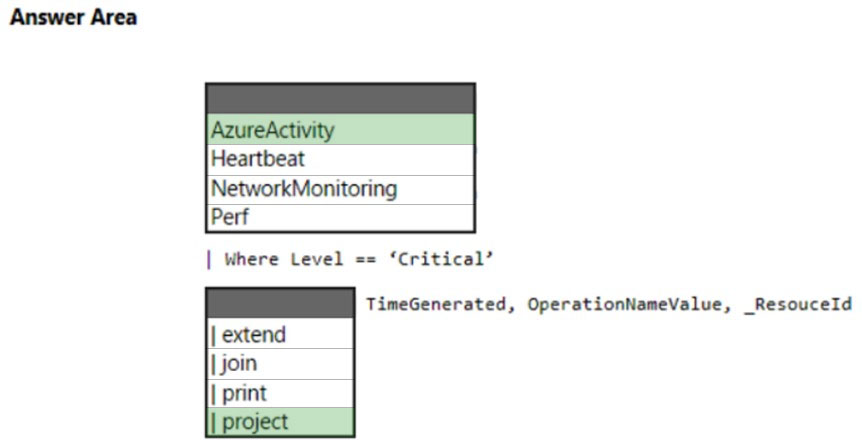 Answer Area
AzureActivity
Heartbeat
NetworkMonitoring
Perf
| Where Level == ‘Critical’
TimeGenerated, OperationNameValue, _ResouceId
| extend
| join
| print
| project